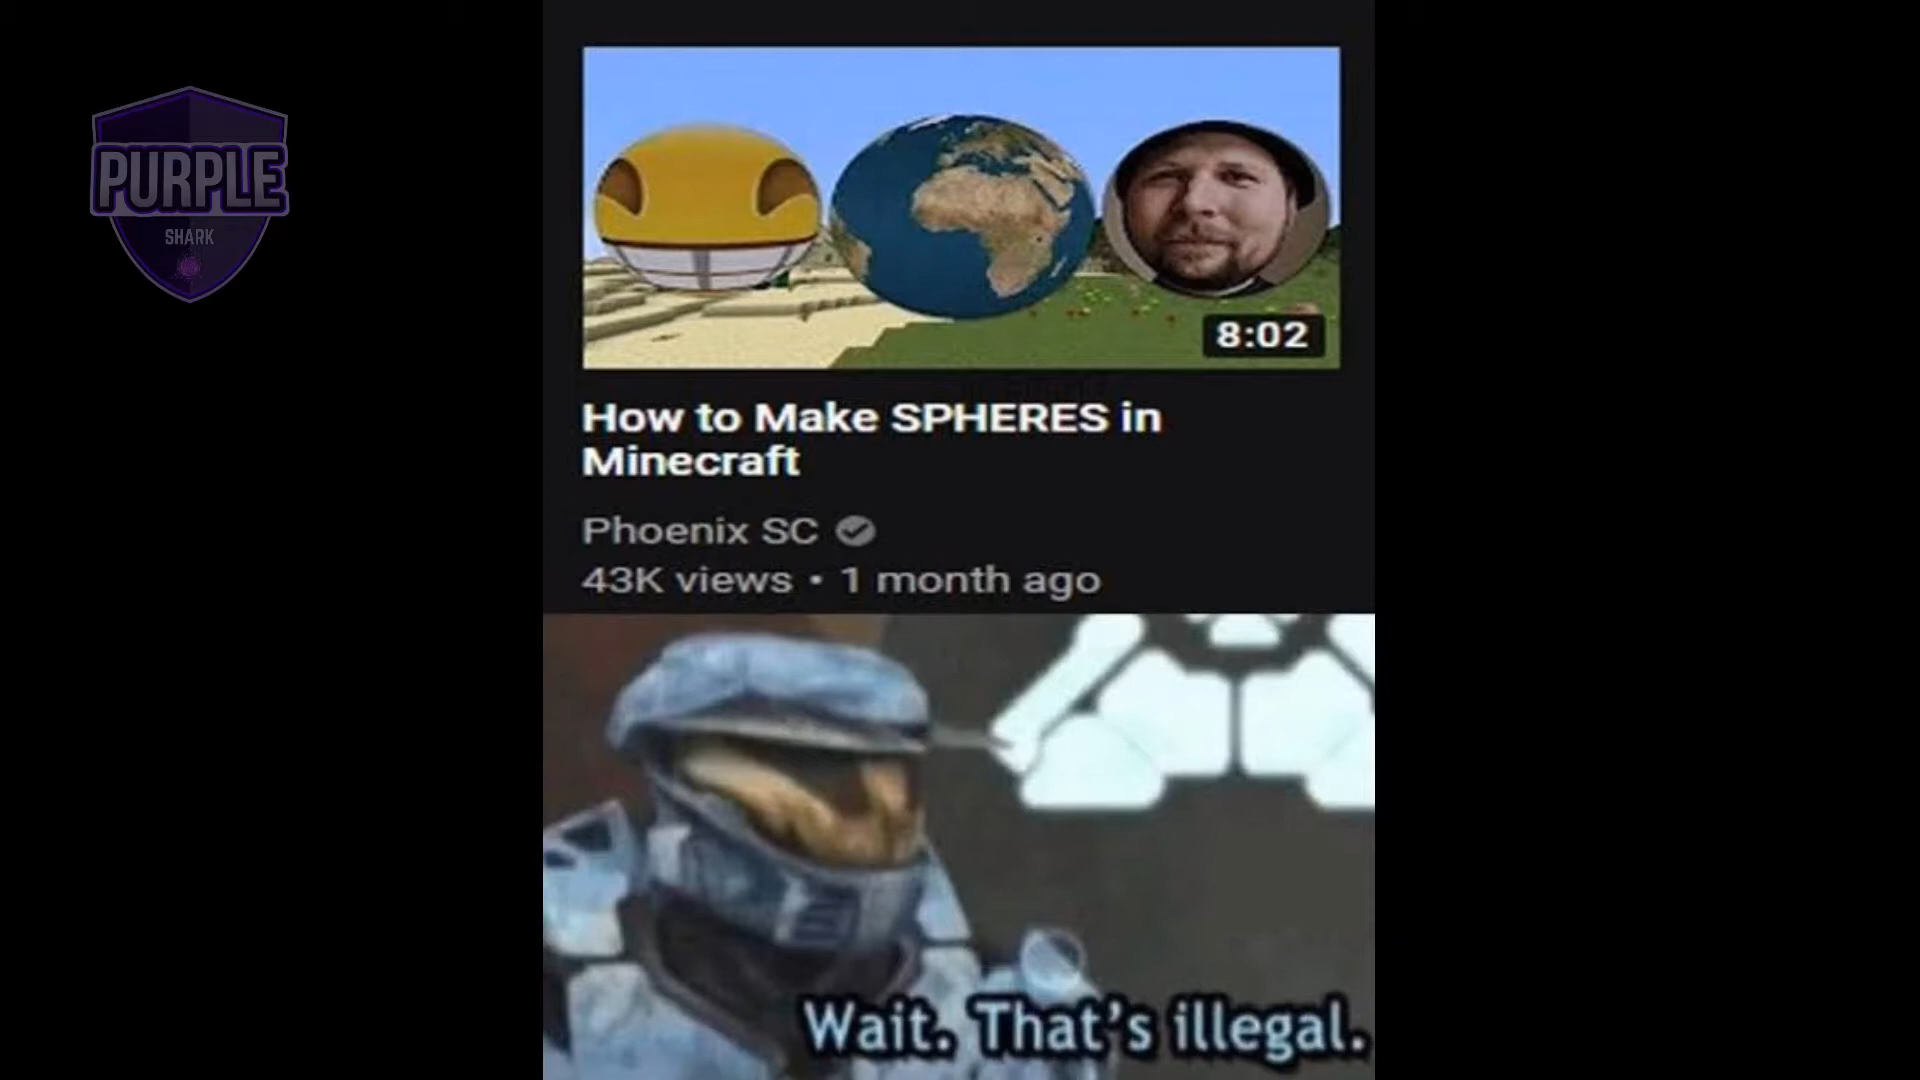 PURPLE
SHARK
8:02
How to Make SPHERES in
Minecraft
Phoenix SC
43K views • 1 month ago
Wait. That's illegal.